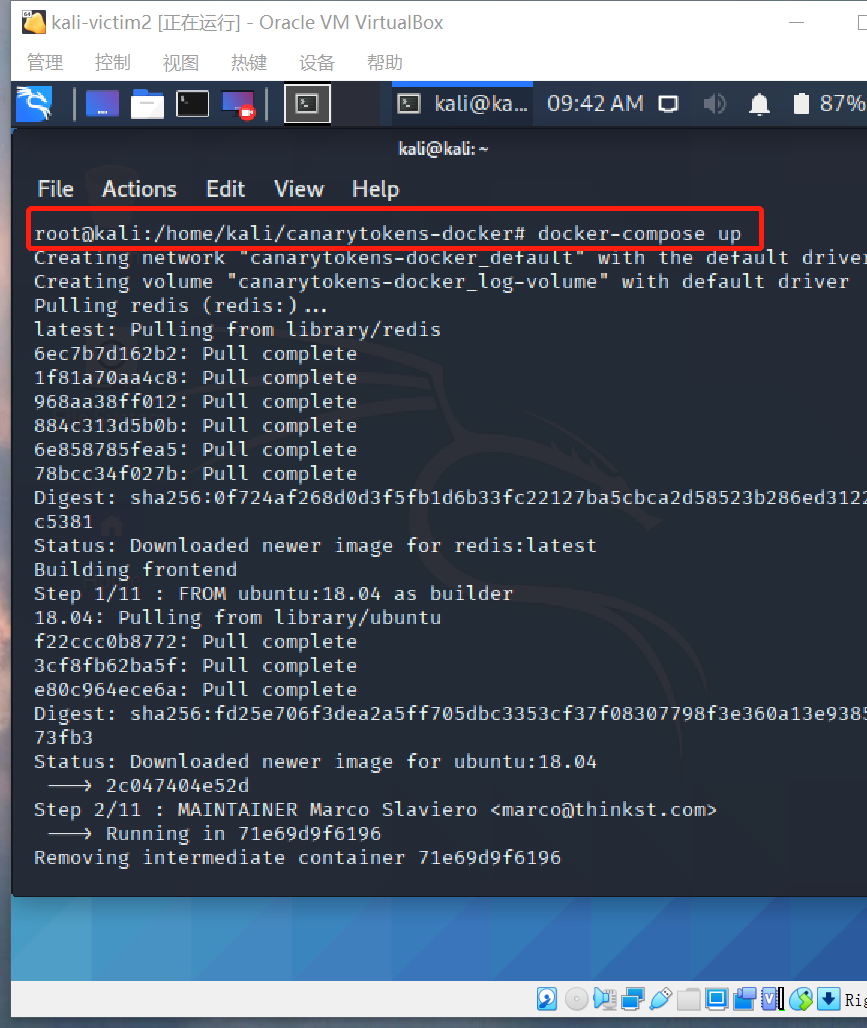 kali-victim2 [正在运行] - Oracle VM VirtualBox
管理 控制 视图 热键 设备 帮助
kali@ka... 09:42 AM 87%
kali@kali: ~
File Actions Edit View Help
root@kali:/home/kali/canarytokens-docker# docker-compose up
Creating network "canarytokens-docker_default" with the default driver
Creating volume "canarytokens-docker_log-volume" with default driver
Pulling redis (redis:)...
latest: Pulling from library/redis
6ec7b7d162b2: Pull complete
1f81a70aa4c8: Pull complete
968aa38ff012: Pull complete
884c313d5b0b: Pull complete
6e858785fea5: Pull complete
78bcc34f027b: Pull complete
Digest: sha256:0f724af268d0d3f5fb1d6b33fc22127ba5cbca2d58523b286ed3122
c5381
Status: Downloaded newer image for redis:latest
Building frontend
Step 1/11 : FROM ubuntu:18.04 as builder
18.04: Pulling from library/ubuntu
f22ccc0b8772: Pull complete
3cf8fb62ba5f: Pull complete
e80c964ece6a: Pull complete
Digest: sha256:fd25e706f3dea2a5ff705dbc3353cf37f08307798f3e360a13e9385
73fb3
Status: Downloaded newer image for ubuntu:18.04
---> 2c047404e52d
Step 2/11 : MAINTAINER Marco Slaviero <marco@thinkst.com>
---> Running in 71e69d9f6196
Removing intermediate container 71e69d9f6196